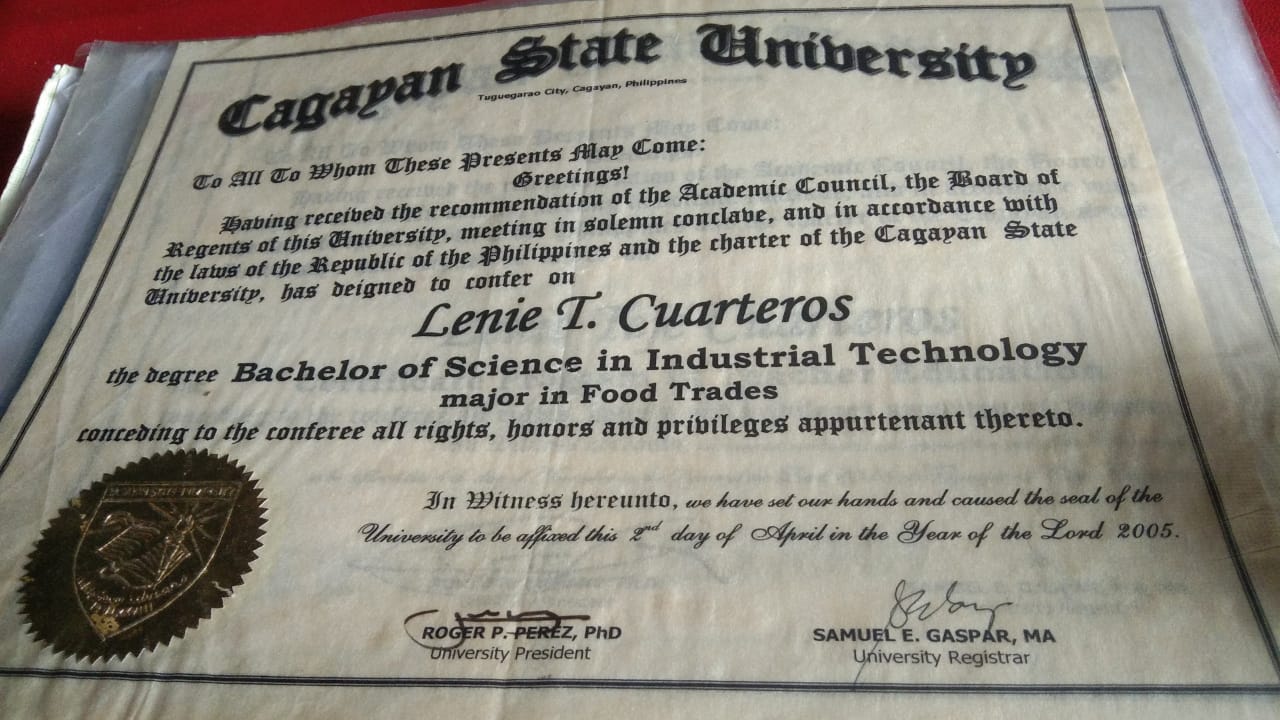 Cagayan State University
Tuguegarao City, Cagayan, Philippines
To All To Whom These Presents May Come:
Greetings!
Having received the recommendation of the Academic Council, the Board of
Regents of this University, meeting in solemn conclave, and in accordance with
the laws of the Republic of the Philippines and the charter of the Cagayan State
University, has deigned to confer on
Lenie T. Cuarteros
the degree Bachelor of Science in Industrial Technology
major in Food Trades
conceding to the conferee all rights, honors and privileges appurtenant thereto.
In Witness hereunto, we have set our hands and caused the seal of the
University to be affixed this 2nd day of April in the Year of the Lord 2005.
ROGER P. PEREZ, PhD
University President
SAMUEL E. GASPAR, MA
University Registrar